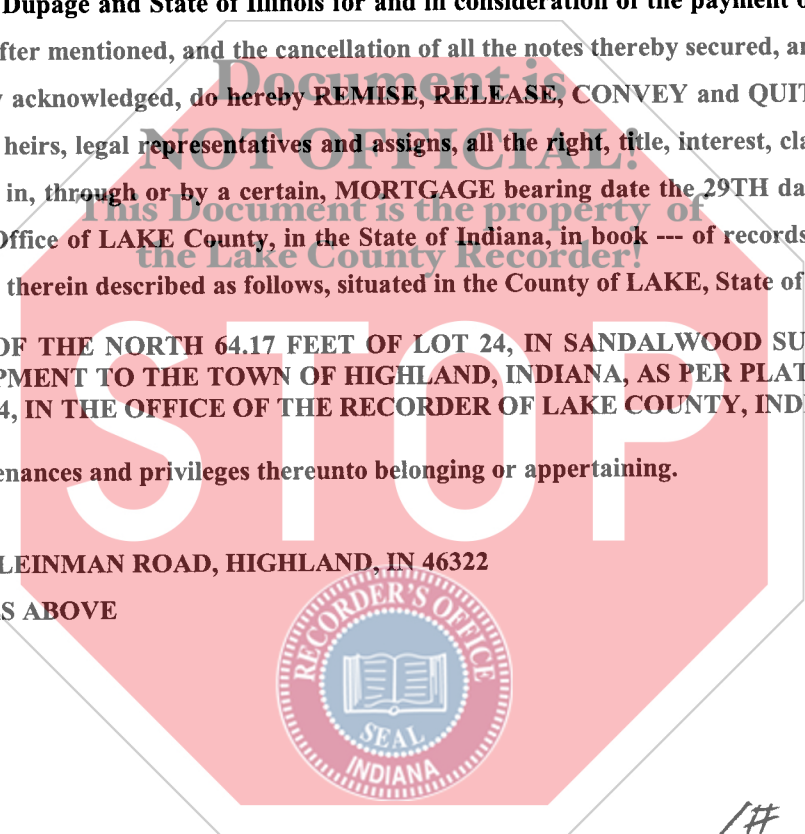 Dupage and State of Illinois for and in consideration of the payment
fter mentioned, and the cancellation of all the notes thereby secured, an
y acknowledged, do hereby REMISE, RELEASE, CONVEY and QUIT
heirs, legal representatives and assigns, all the right, title, interest, cla
in, through or by a certain, MORTGAGE bearing date the 29TH da
Office of LAKE County, in the State of Indiana, in book --- of records
therein described as follows, situated in the County of LAKE, State of
OF THE NORTH 64.17 FEET OF LOT 24, IN SANDALWOOD SU
PMENT TO THE TOWN OF HIGHLAND, INDIANA, AS PER PLAT
4, IN THE OFFICE OF THE RECORDER OF LAKE COUNTY, INDI
enances and privileges thereunto belonging or appertaining.
LEINMAN ROAD, HIGHLAND, IN 46322
S ABOVE
Document is
NOT OFFICIAL!
This Document is the property of
the Lake County Recorder!
STOP
RECORDER'S OFFICE
SEAL
INDIANA